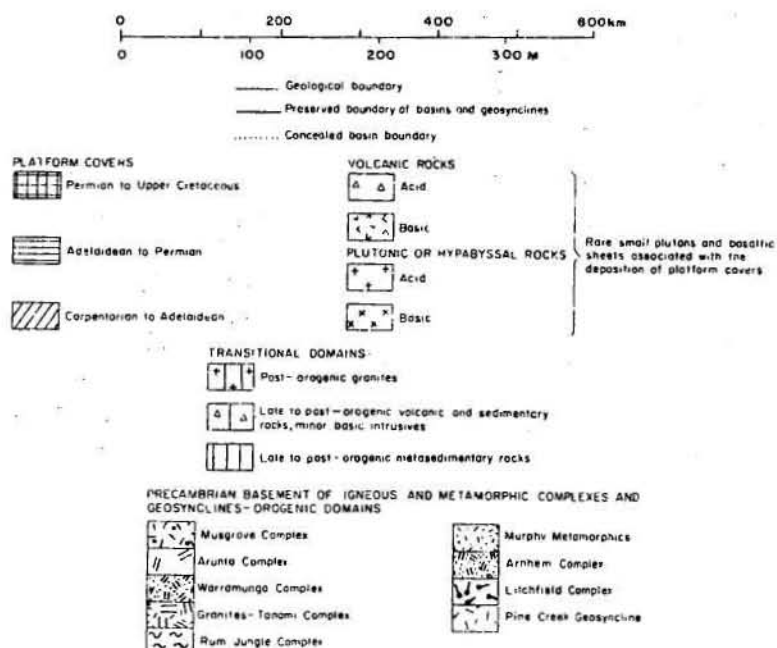 0 200 400 600 km
0 100 200 300 M
Geological boundary
Preserved boundary of basins and geosynclines
Concealed basin boundary
PLATFORM COVERS
Permian to Upper Cretaceous
Adelaidean to Permian
Carpentarian to Adelaidean
VOLCANIC ROCKS
Acid
Basic
PLUTONIC OR HYPABYSSAL ROCKS
Acid
Basic
Rare small plutons and basaltic
sheets associated with the
deposition of platform covers
TRANSITIONAL DOMAINS
Post-orogenic granites
Late to post-orogenic volcanic and sedimentary
rocks, minor basic intrusives
Late to post-orogenic metasedimentary rocks
PRECAMBRIAN BASEMENT OF IGNEOUS AND METAMORPHIC COMPLEXES AND
GEOSYNCLINES-OROGENIC DOMAINS
Musgrave Complex
Arunta Complex
Warramunga Complex
Granites-Tanami Complex
Rum Jungle Complex
Murphy Metamorphics
Arnhem Complex
Litchfield Complex
Pine Creek Geosyncline